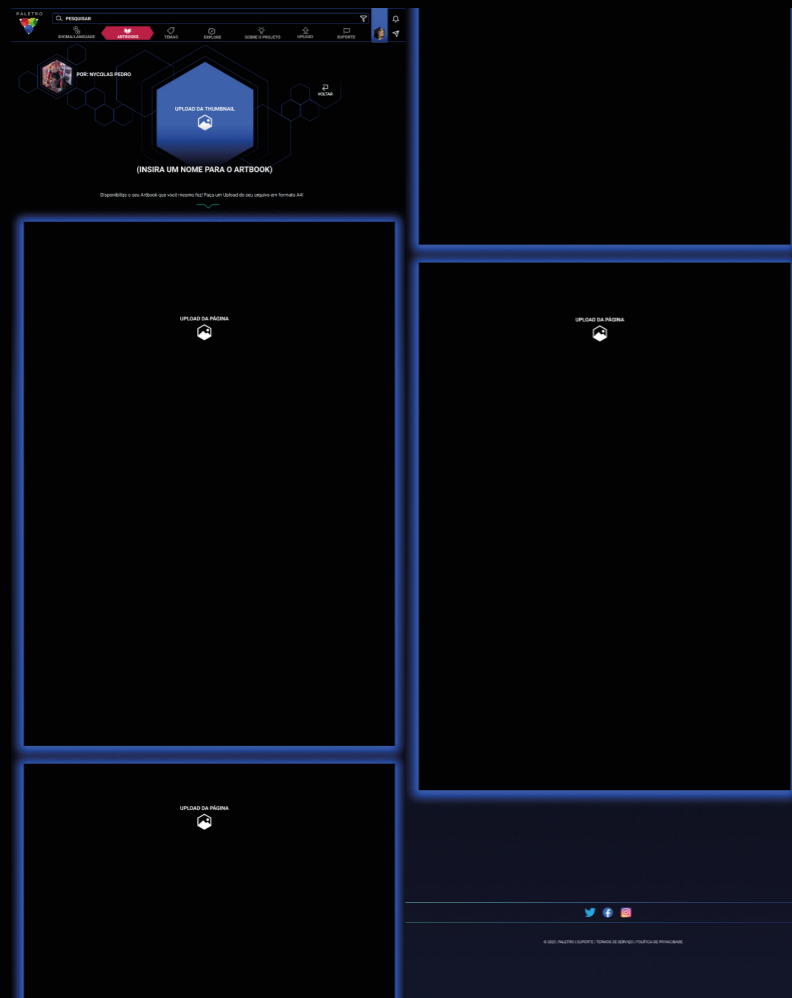 PALETRO
PESQUISAR
IDIOMA/LANGUAGE
ARTBOOKS
TEMAS
EXPLORE
SOBRE O PROJETO
UPLOAD
SUPORTE
POR: NYCOLAS PEDRO
UPLOAD DA THUMBNAIL
VOLTAR
(INSIRA UM NOME PARA O ARTBOOK)
Disponibilize o seu Artbook que você mesmo fez! Faça um Upload do seu arquivo em formato A4!
UPLOAD DA PÁGINA
UPLOAD DA PÁGINA
UPLOAD DA PÁGINA
PALETRO | SUPORTE | TERMOS DE SERVIÇO | POLÍTICA DE PRIVACIDADE